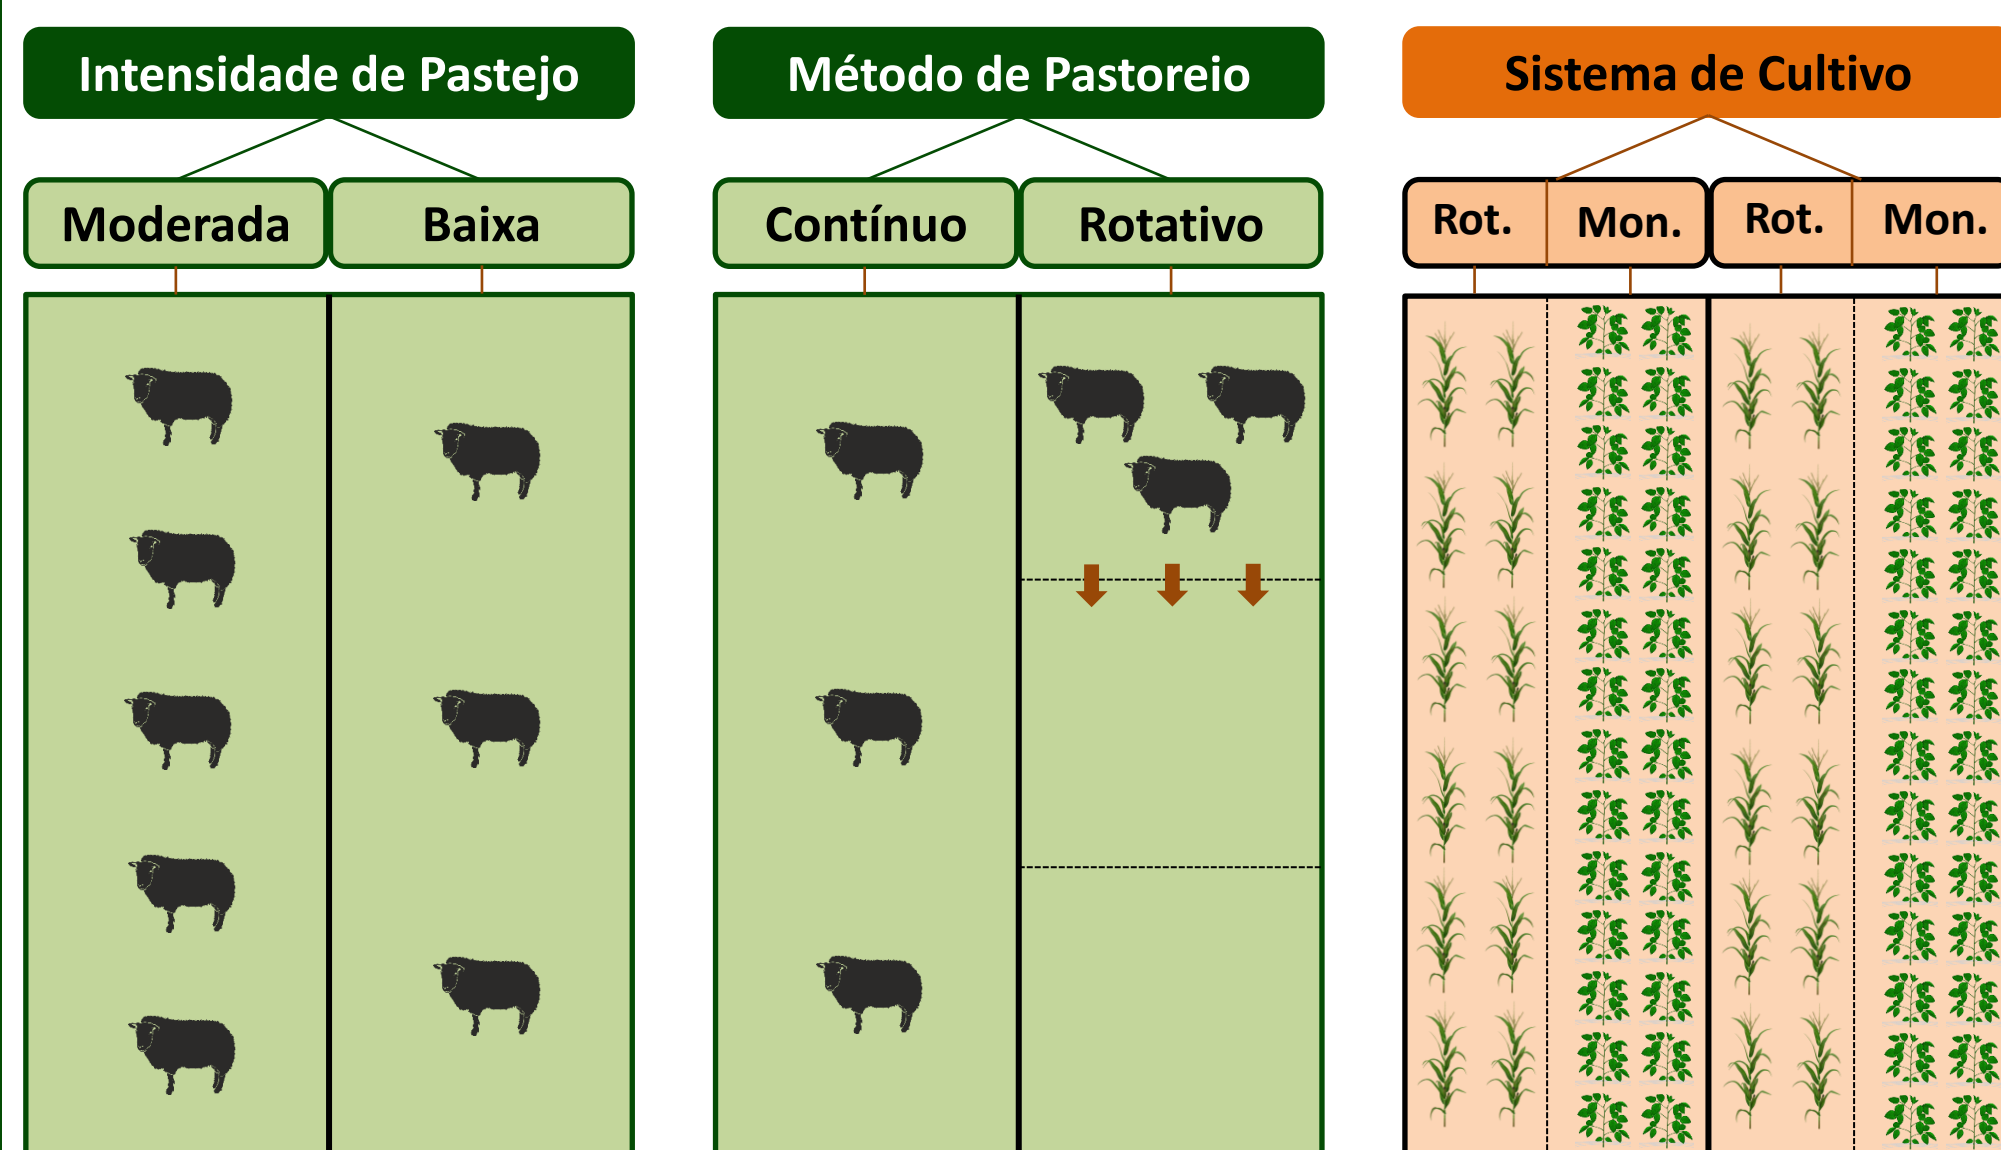 Intensidade de Pastejo
Método de Pastoreio
Sistema de Cultivo
Moderada
Baixa
Contínuo
Rotativo
Rot.
Mon.
Rot.
Mon.